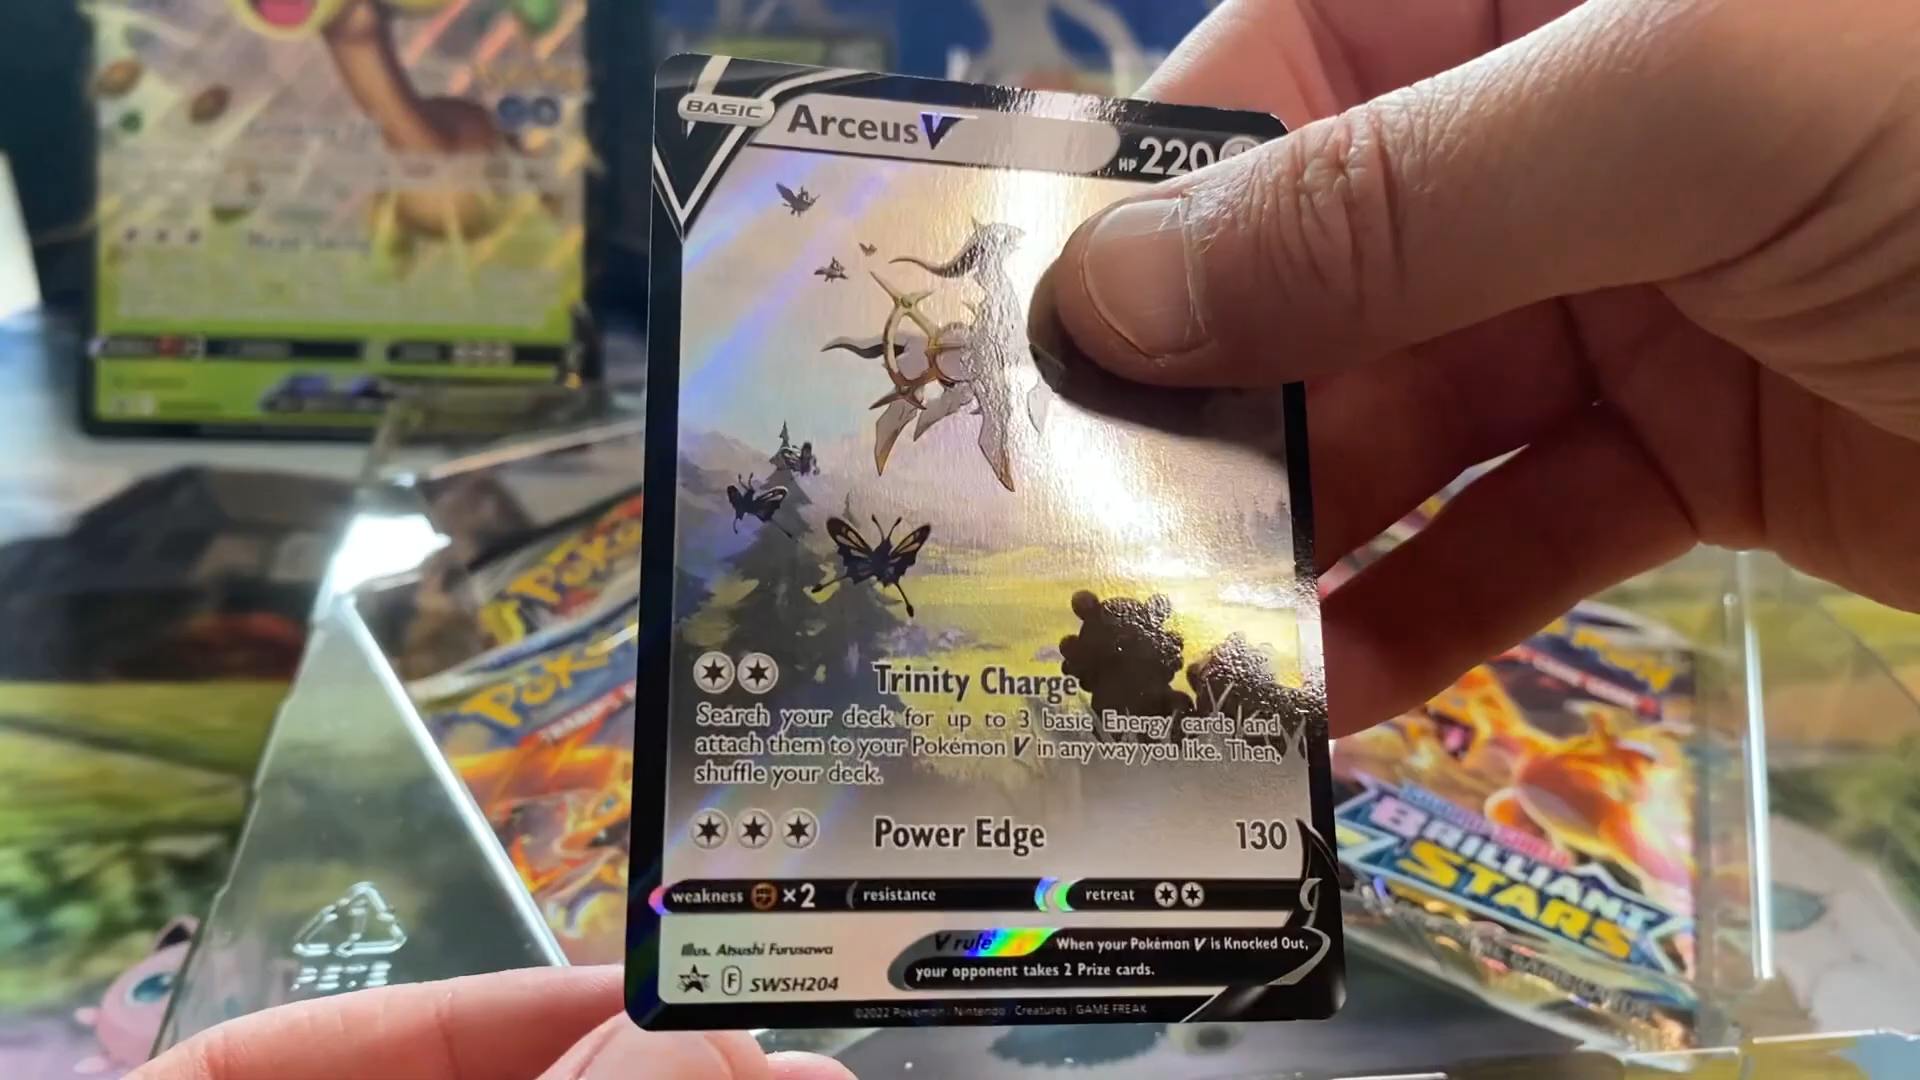 BASIC
Arceus V
HP 220
Trinity Charge
Search your deck for up to 3 basic Energy cards and
attach them to your Pokémon V in any way you like. Then,
shuffle your deck.
Power Edge 130
weakness ×2 resistance retreat
Illus. Atsushi Furusawa
V rule When your Pokémon V is Knocked Out,
your opponent takes 2 Prize cards.
F SWSH204
©2022 Pokémon / Nintendo / Creatures / GAME FREAK
BRILLIANT
STARS